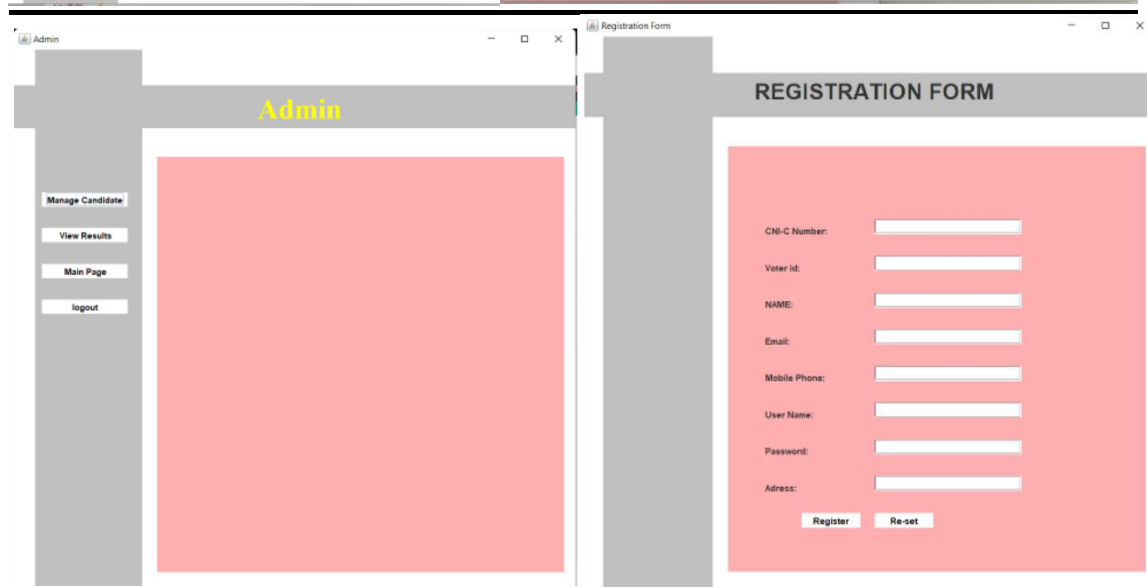 Admin
Admin
Manage Candidate
View Results
Main Page
logout
Registration Form
REGISTRATION FORM
CNI-C Number:
Voter Id:
NAME:
Email:
Mobile Phone:
User Name:
Password:
Adress:
Register Re-set